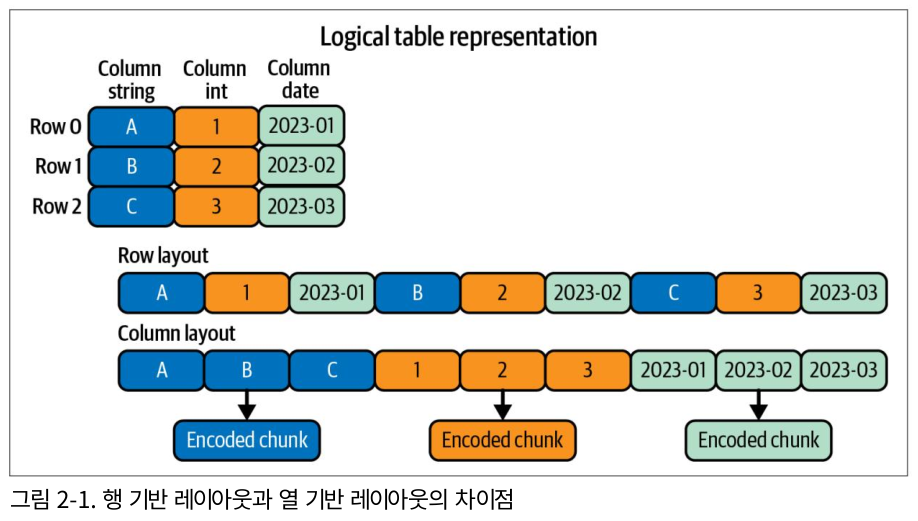 Logical table representation
Column string Column int Column date
Row 0 A 1 2023-01
Row 1 B 2 2023-02
Row 2 C 3 2023-03
Row layout
A 1 2023-01 B 2 2023-02 C 3 2023-03
Column layout
A B C 1 2 3 2023-01 2023-02 2023-03
Encoded chunk Encoded chunk Encoded chunk
그림 2-1. 행 기반 레이아웃과 열 기반 레이아웃의 차이점